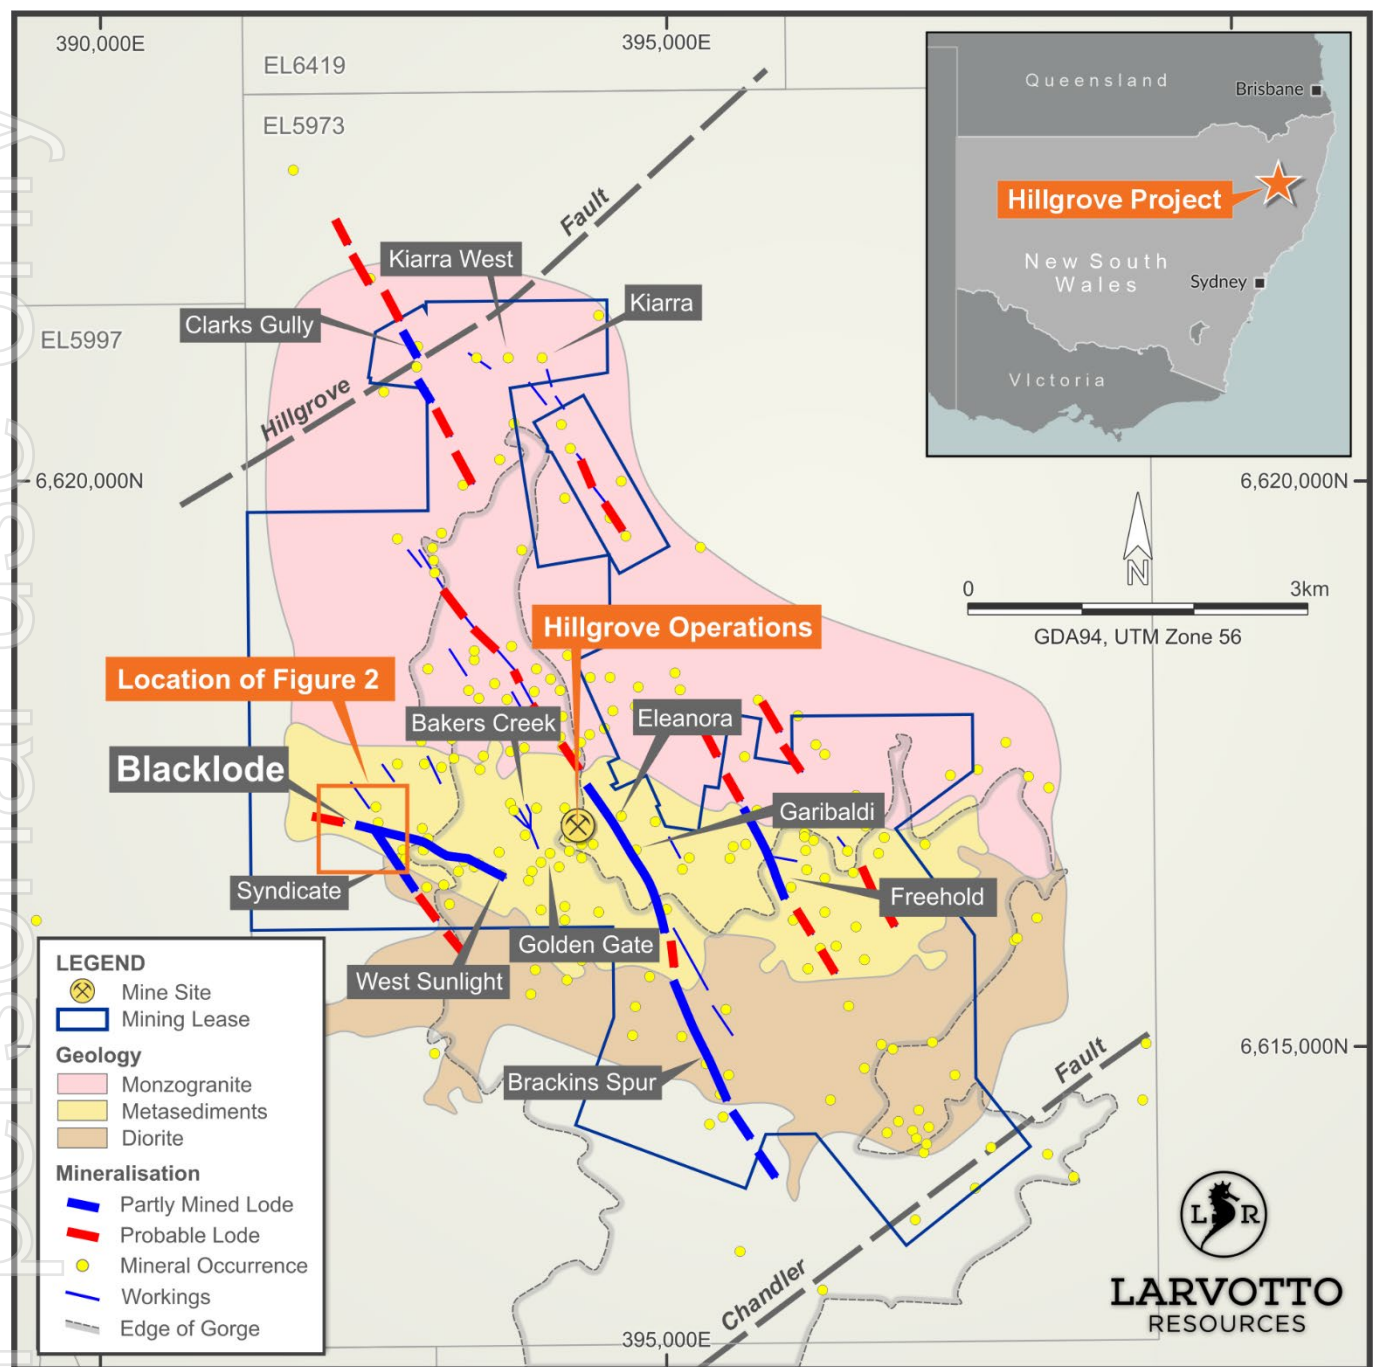 390,000E
395,000E
EL6419
EL5973
EL5997
Queensland
Brisbane
Hillgrove Project
New South
Wales
Sydney
VIctoria
Fault
Kiarra West
Kiarra
Clarks Gully
Hillgrove
6,620,000N
6,620,000N
N
0
3km
GDA94, UTM Zone 56
Hillgrove Operations
Location of Figure 2
Bakers Creek
Eleanora
Blacklode
Garibaldi
Syndicate
Freehold
Golden Gate
West Sunlight
Brackins Spur
6,615,000N
Fault
Chandler
395,000E
LEGEND
Mine Site
Mining Lease
Geology
Monzogranite
Metasediments
Diorite
Mineralisation
Partly Mined Lode
Probable Lode
Mineral Occurrence
Workings
Edge of Gorge
L R
LARVOTTO
RESOURCES
personal use only